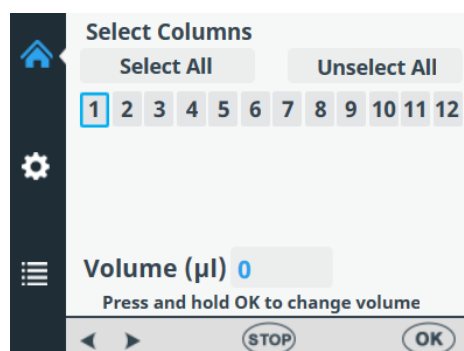 Select Columns
Select All Unselect All
1 2 3 4 5 6 7 8 9 10 11 12
Volume (µl) 0
Press and hold OK to change volume
STOP OK